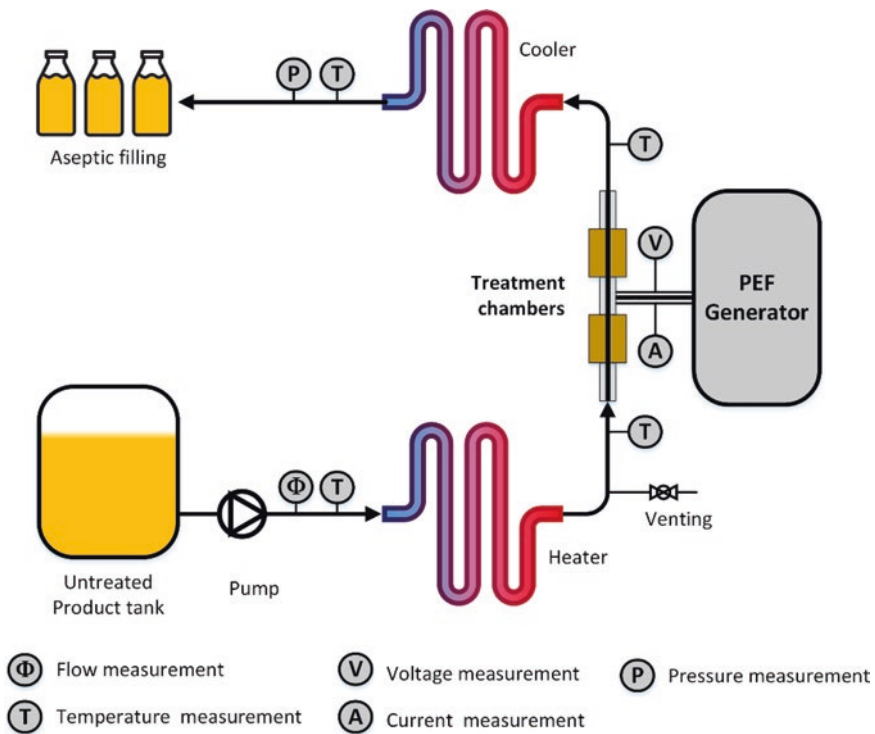 Cooler
P
T
Aseptic filling
T
V
Treatment
chambers
PEF
Generator
A
T
Φ
T
Venting
Heater
Untreated
Product tank
Pump
Φ Flow measurement
V Voltage measurement
P Pressure measurement
T Temperature measurement
A Current measurement